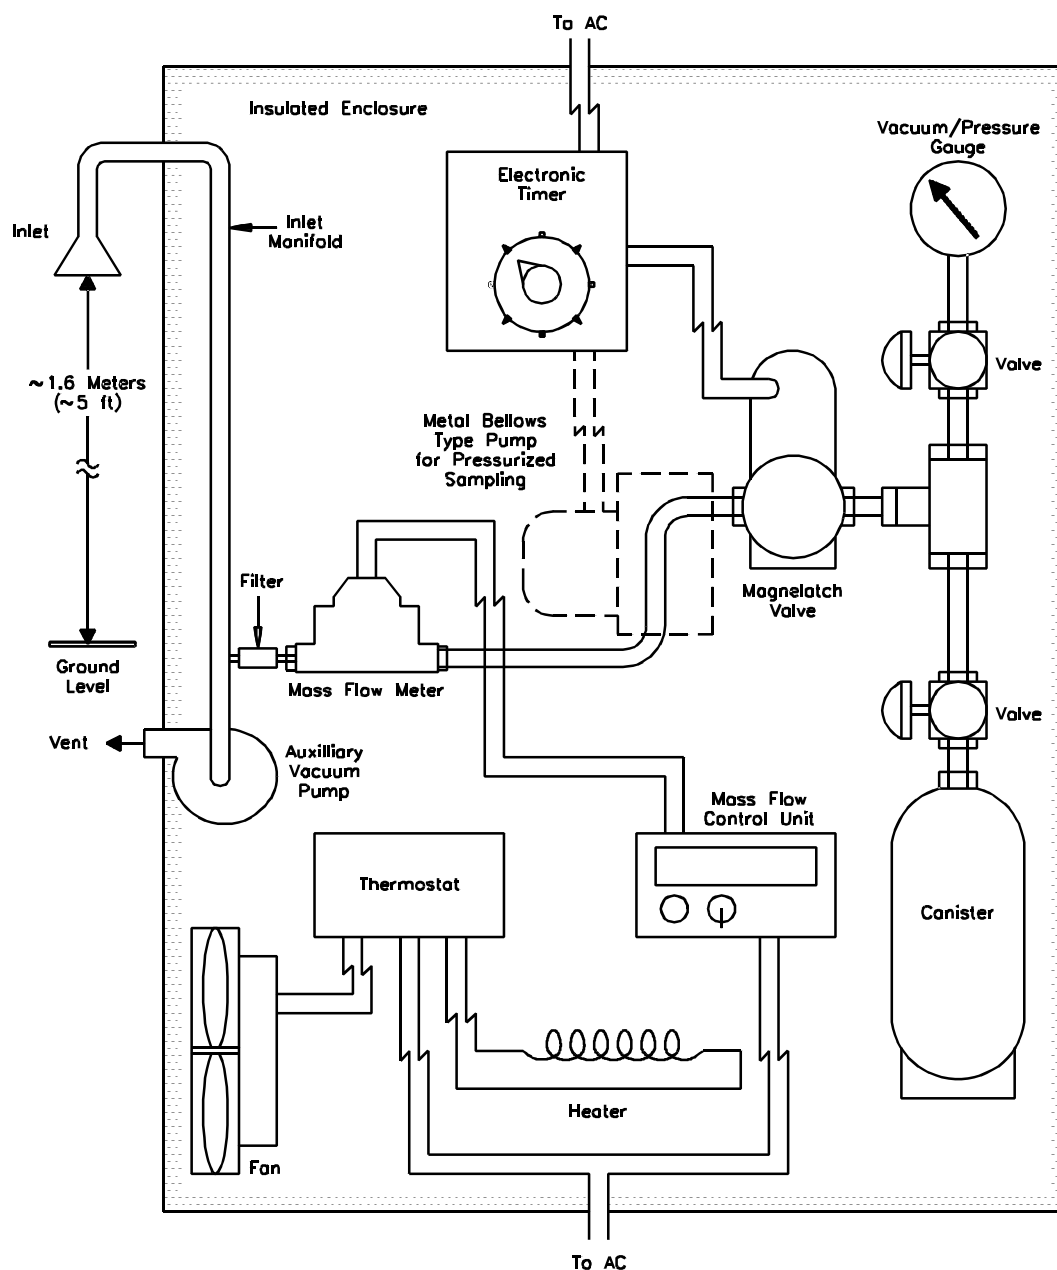 To AC
Insulated Enclosure
Vacuum/Pressure
Gauge
Electronic
Timer
Inlet
Inlet
Manifold
Valve
~1.6 Meters
(~5 ft)
Metal Bellows
Type Pump
for Pressurized
Sampling
Filter
Magnelatch
Valve
Ground
Level
Mass Flow Meter
Valve
Vent
Auxilliary
Vacuum
Pump
Mass Flow
Control Unit
Thermostat
Canister
Heater
Fan
To AC